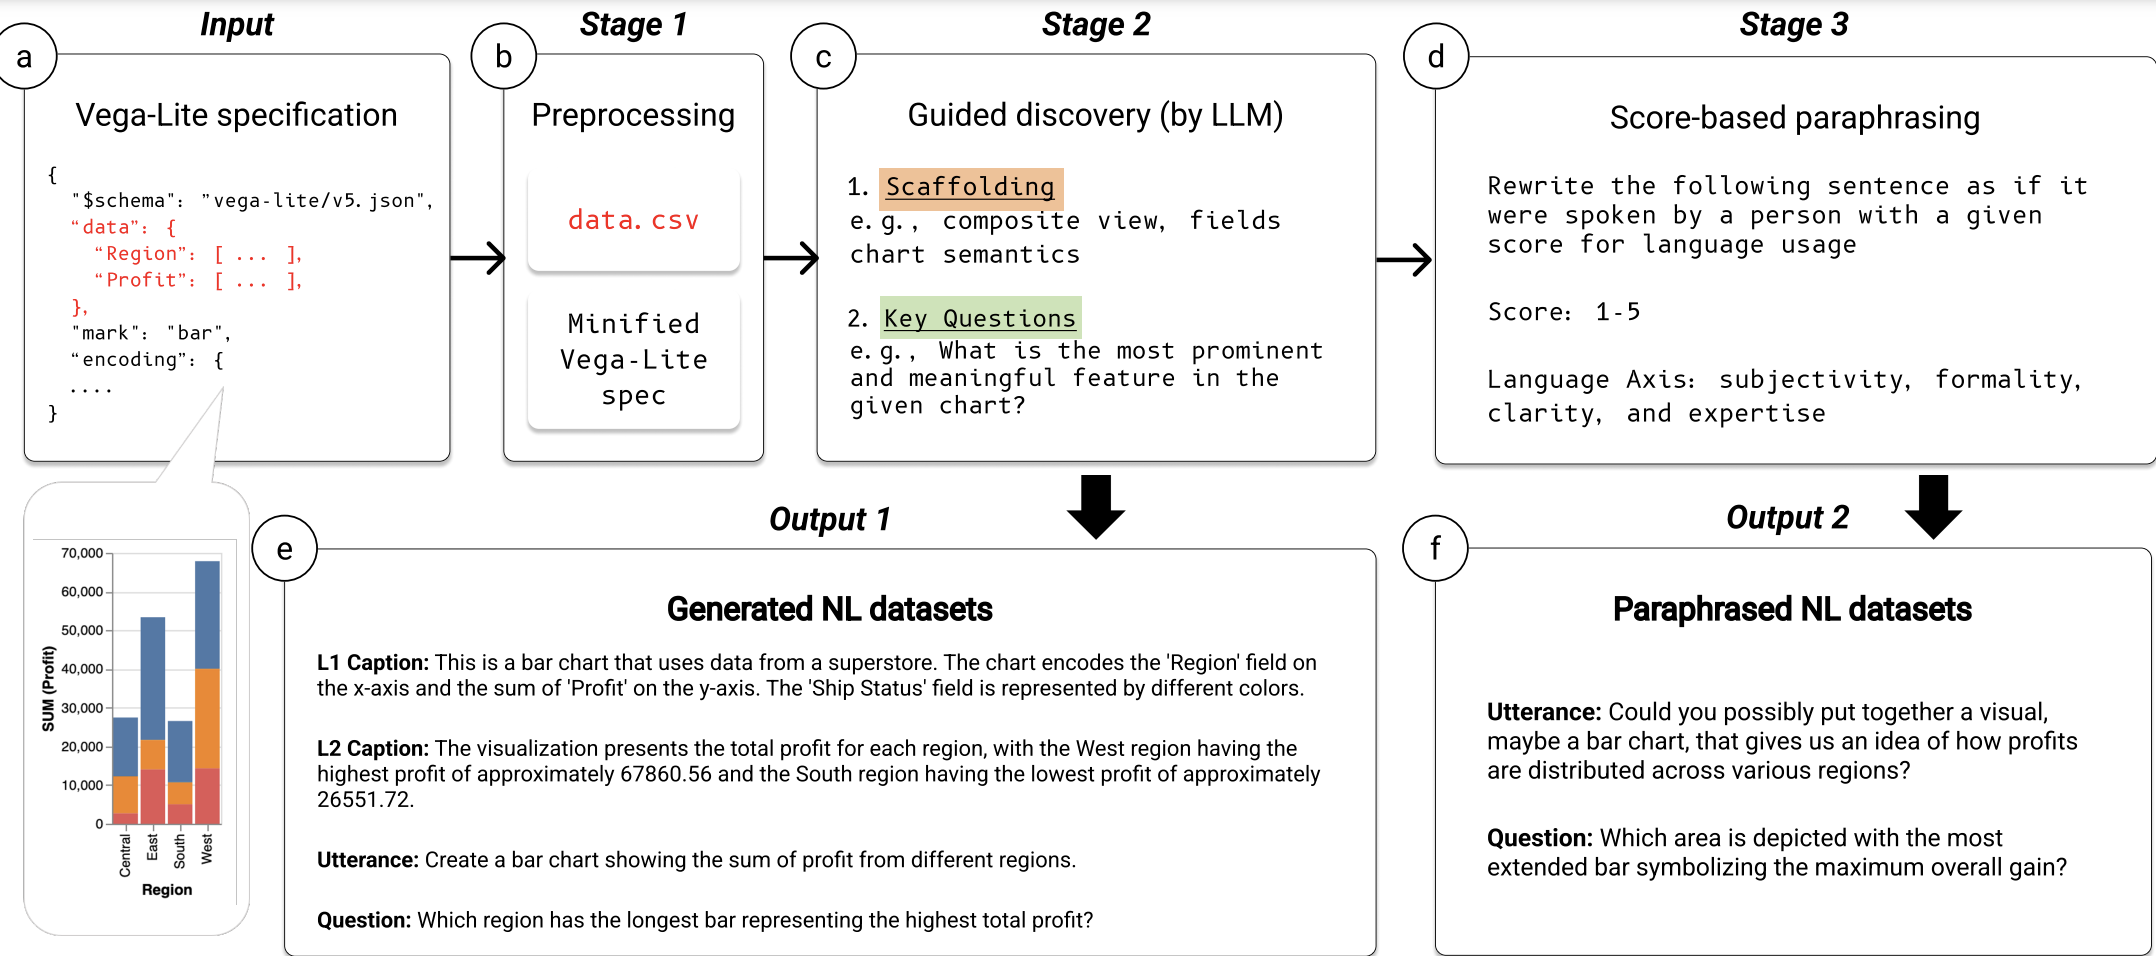 Input
a
Vega-Lite specification
{
"$schema": "vega-lite/v5.json",
“data”: {
“Region”: [ ... ],
“Profit”: [ ... ],
},
"mark": "bar",
“encoding”: {
....
}
70,000
60,000
50,000
40,000
30,000
20,000
10,000
0
SUM (Profit)
Central
East
South
West
Region
Stage 1
b
Preprocessing
data.csv
Minified
Vega-Lite
spec
Stage 2
c
Guided discovery (by LLM)
1. Scaffolding
e.g., composite view, fields
chart semantics
2. Key Questions
e.g., What is the most prominent
and meaningful feature in the
given chart?
Stage 3
d
Score-based paraphrasing
Rewrite the following sentence as if it
were spoken by a person with a given
score for language usage
Score: 1-5
Language Axis: subjectivity, formality,
clarity, and expertise
Output 1
e
Generated NL datasets
L1 Caption: This is a bar chart that uses data from a superstore. The chart encodes the 'Region' field on
the x-axis and the sum of 'Profit' on the y-axis. The 'Ship Status' field is represented by different colors.
L2 Caption: The visualization presents the total profit for each region, with the West region having the
highest profit of approximately 67860.56 and the South region having the lowest profit of approximately
26551.72.
Utterance: Create a bar chart showing the sum of profit from different regions.
Question: Which region has the longest bar representing the highest total profit?
Output 2
f
Paraphrased NL datasets
Utterance: Could you possibly put together a visual,
maybe a bar chart, that gives us an idea of how profits
are distributed across various regions?
Question: Which area is depicted with the most
extended bar symbolizing the maximum overall gain?